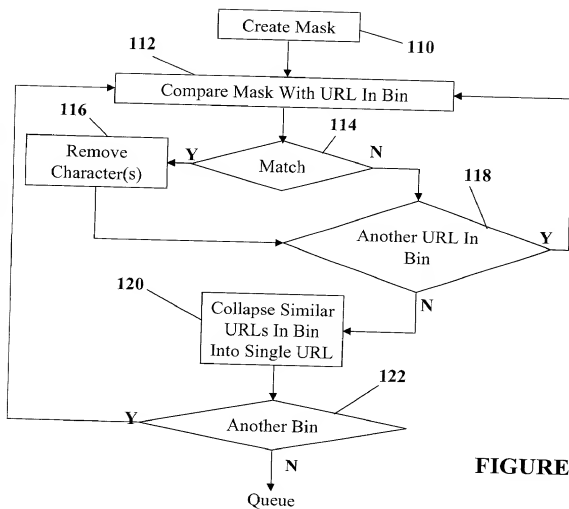 Create Mask
110
112
Compare Mask With URL In Bin
116
114
Remove
Character(s)
Y
Match
N
118
Another URL In
Bin
Y
N
120
Collapse Similar
URLs In Bin
Into Single URL
122
Y
Another Bin
N
FIGURE
Queue